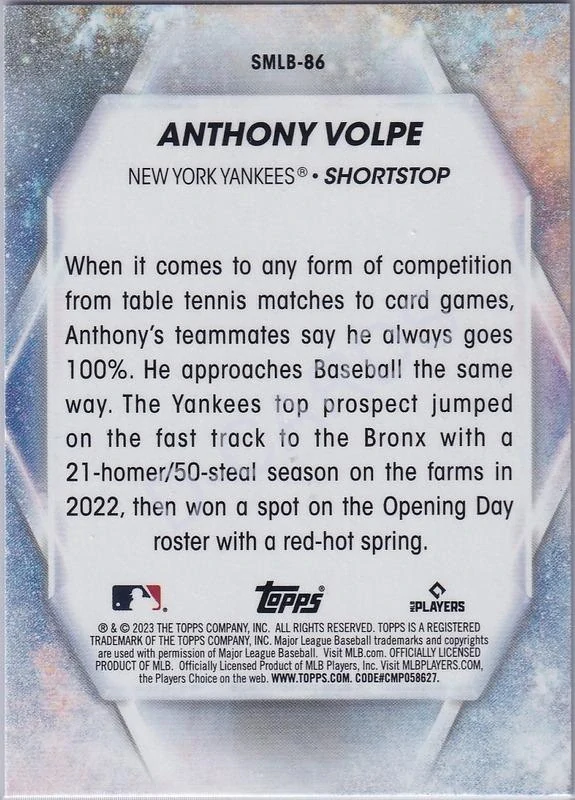 SMLB-86
ANTHONY VOLPE
NEW YORK YANKEES® • SHORTSTOP
When it comes to any form of competition
from table tennis matches to card games,
Anthony's teammates say he always goes
100%. He approaches Baseball the same
way. The Yankees top prospect jumped
on the fast track to the Bronx with a
21-homer/50-steal season on the farms in
2022, then won a spot on the Opening Day
roster with a red-hot spring.
TOPPS® PLAYERS
® & © 2023 THE TOPPS COMPANY, INC. ALL RIGHTS RESERVED. TOPPS IS A REGISTERED
TRADEMARK OF THE TOPPS COMPANY, INC. Major League Baseball trademarks and copyrights
are used with permission of Major League Baseball. Visit MLB.com. OFFICIALLY LICENSED
PRODUCT OF MLB. Officially Licensed Product of MLB Players, Inc. Visit MLBPLAYERS.COM,
the Players Choice on the web. WWW.TOPPS.COM. CODE#CMP058627.